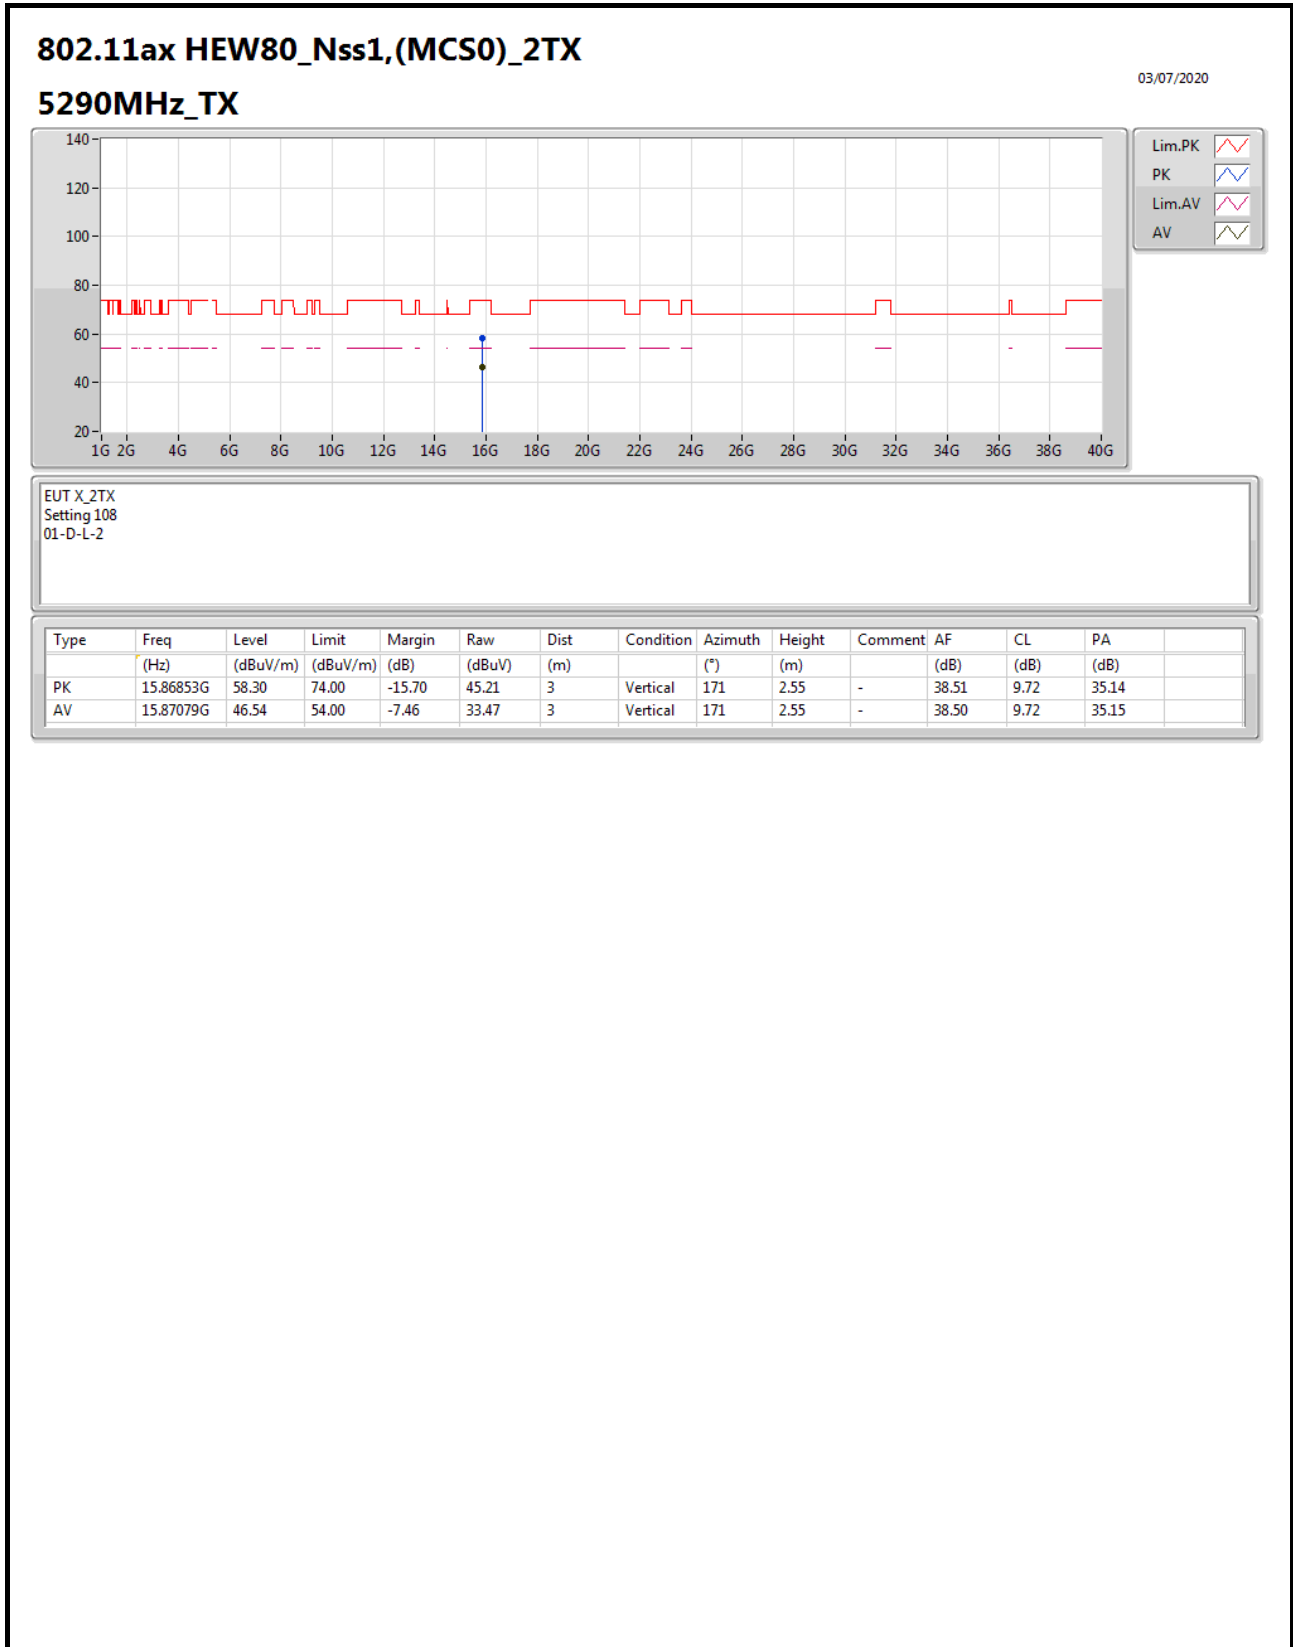 802.11ax HEW80_Nss1,(MCS0)_2TX
03/07/2020
5290MHz_TX
140
120
100
80
60
40
20
1G 2G 4G 6G 8G 10G 12G 14G 16G 18G 20G 22G 24G 26G 28G 30G 32G 34G 36G 38G 40G
Lim.PK
PK
Lim.AV
AV
EUT X_2TX
Setting 108
01-D-L-2
Type Freq Level Limit Margin Raw Dist Condition Azimuth Height Comment AF CL PA
(Hz) (dBuV/m) (dBuV/m) (dB) (dBuV) (m) (°) (m) (dB) (dB) (dB)
PK 15.86853G 58.30 74.00 -15.70 45.21 3 Vertical 171 2.55 - 38.51 9.72 35.14
AV 15.87079G 46.54 54.00 -7.46 33.47 3 Vertical 171 2.55 - 38.50 9.72 35.15